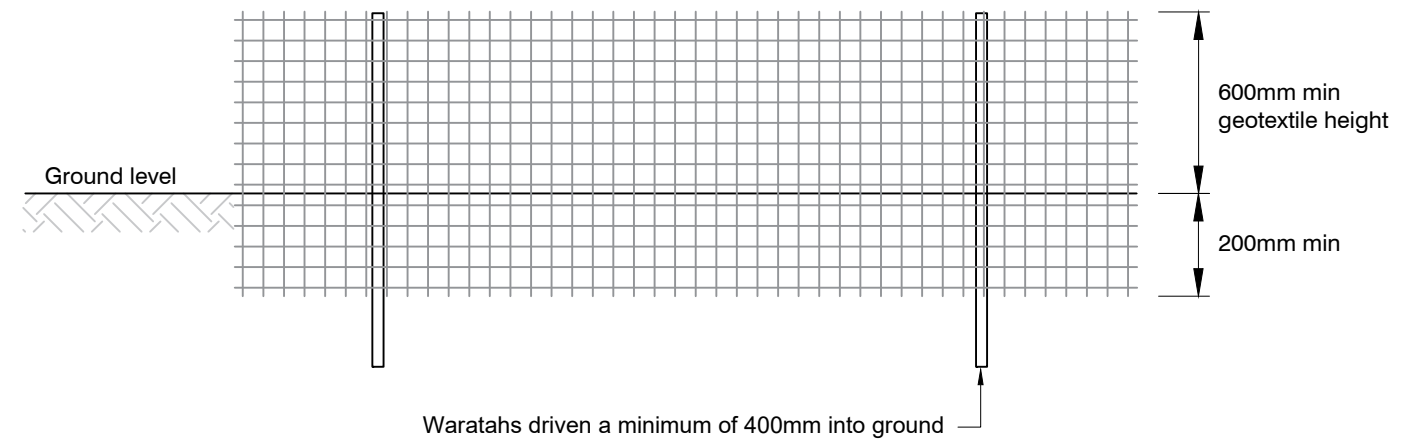 600mm min
geotextile height
Ground level
200mm min
Waratahs driven a minimum of 400mm into ground